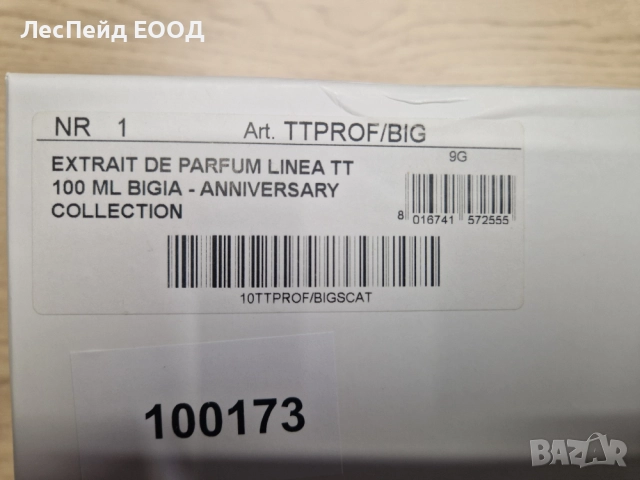 ЛесПейд ЕООД
NR 1 Art. TTPROF/BIG
EXTRAIT DE PARFUM LINEA TT
100 ML BIGIA - ANNIVERSARY
COLLECTION
9G
8 016741 572555
10TTPROF/BIGSCAT
100173
BAZAR